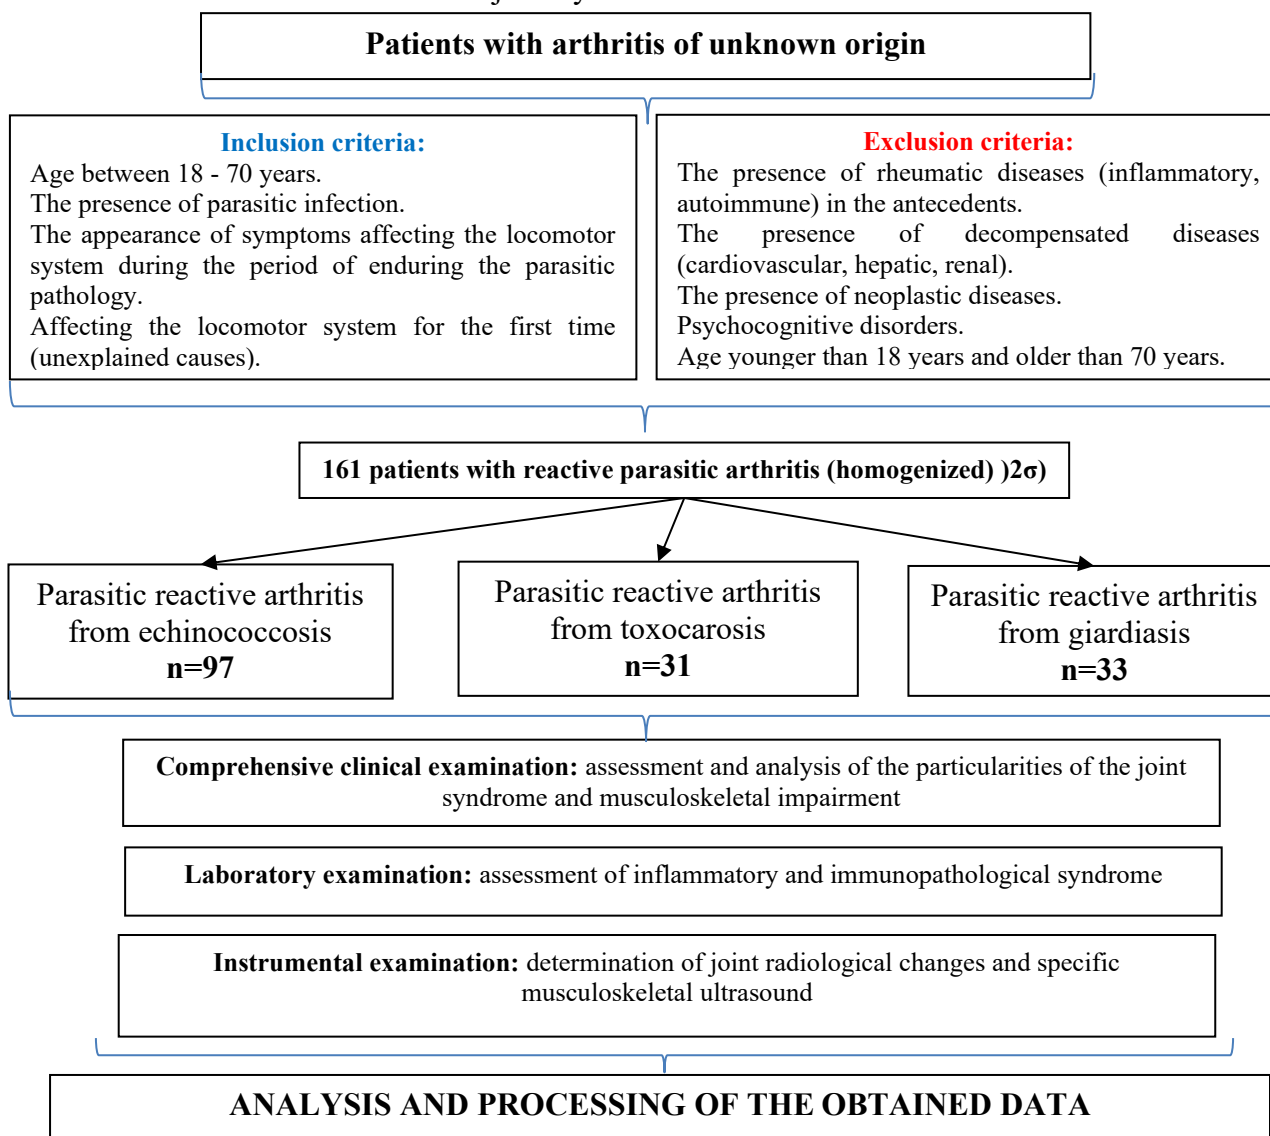 Patients with arthritis of unknown origin
Inclusion criteria:
Age between 18 - 70 years.
The presence of parasitic infection.
The appearance of symptoms affecting the locomotor
system during the period of enduring the parasitic
pathology.
Affecting the locomotor system for the first time
(unexplained causes).
Exclusion criteria:
The presence of rheumatic diseases (inflammatory,
autoimmune) in the antecedents.
The presence of decompensated diseases
(cardiovascular, hepatic, renal).
The presence of neoplastic diseases.
Psychocognitive disorders.
Age younger than 18 years and older than 70 years.
161 patients with reactive parasitic arthritis (homogenized) )2σ)
Parasitic reactive arthritis
from echinococcosis
n=97
Parasitic reactive arthritis
from toxocarosis
n=31
Parasitic reactive arthritis
from giardiasis
n=33
Comprehensive clinical examination: assessment and analysis of the particularities of the joint
syndrome and musculoskeletal impairment
Laboratory examination: assessment of inflammatory and immunopathological syndrome
Instrumental examination: determination of joint radiological changes and specific
musculoskeletal ultrasound
ANALYSIS AND PROCESSING OF THE OBTAINED DATA